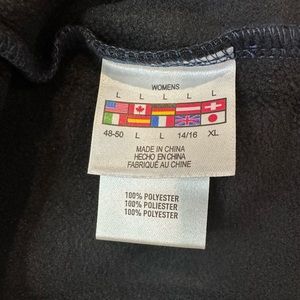 WOMENS
L L L L L
48-50 L L 14/16 XL
MADE IN CHINA
HECHO EN CHINA
FABRIQUÉ AU CHINE
100% POLYESTER
100% POLIESTER
100% POLYESTER